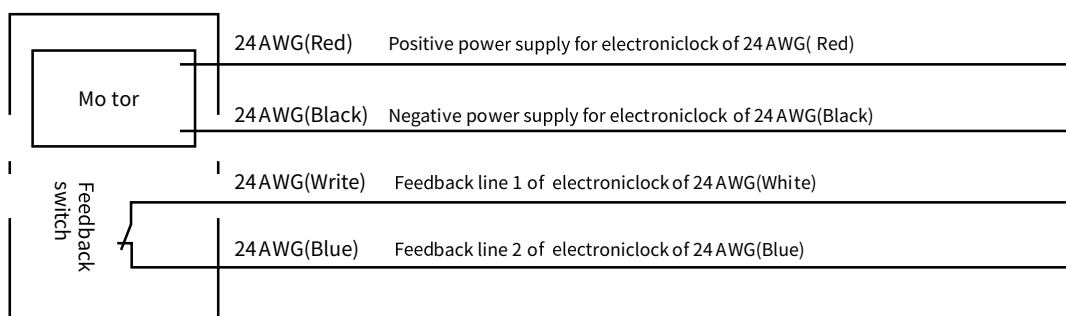 24AWG(Red) Positive power supply for electroniclock of 24AWG( Red)
Mo tor
24AWG(Black) Negative power supply for electroniclock of 24AWG(Black)
24AWG(Write) Feedback line 1 of electroniclock of 24AWG(White)
Feedback
switch
24AWG(Blue) Feedback line 2 of electroniclock of 24AWG(Blue)